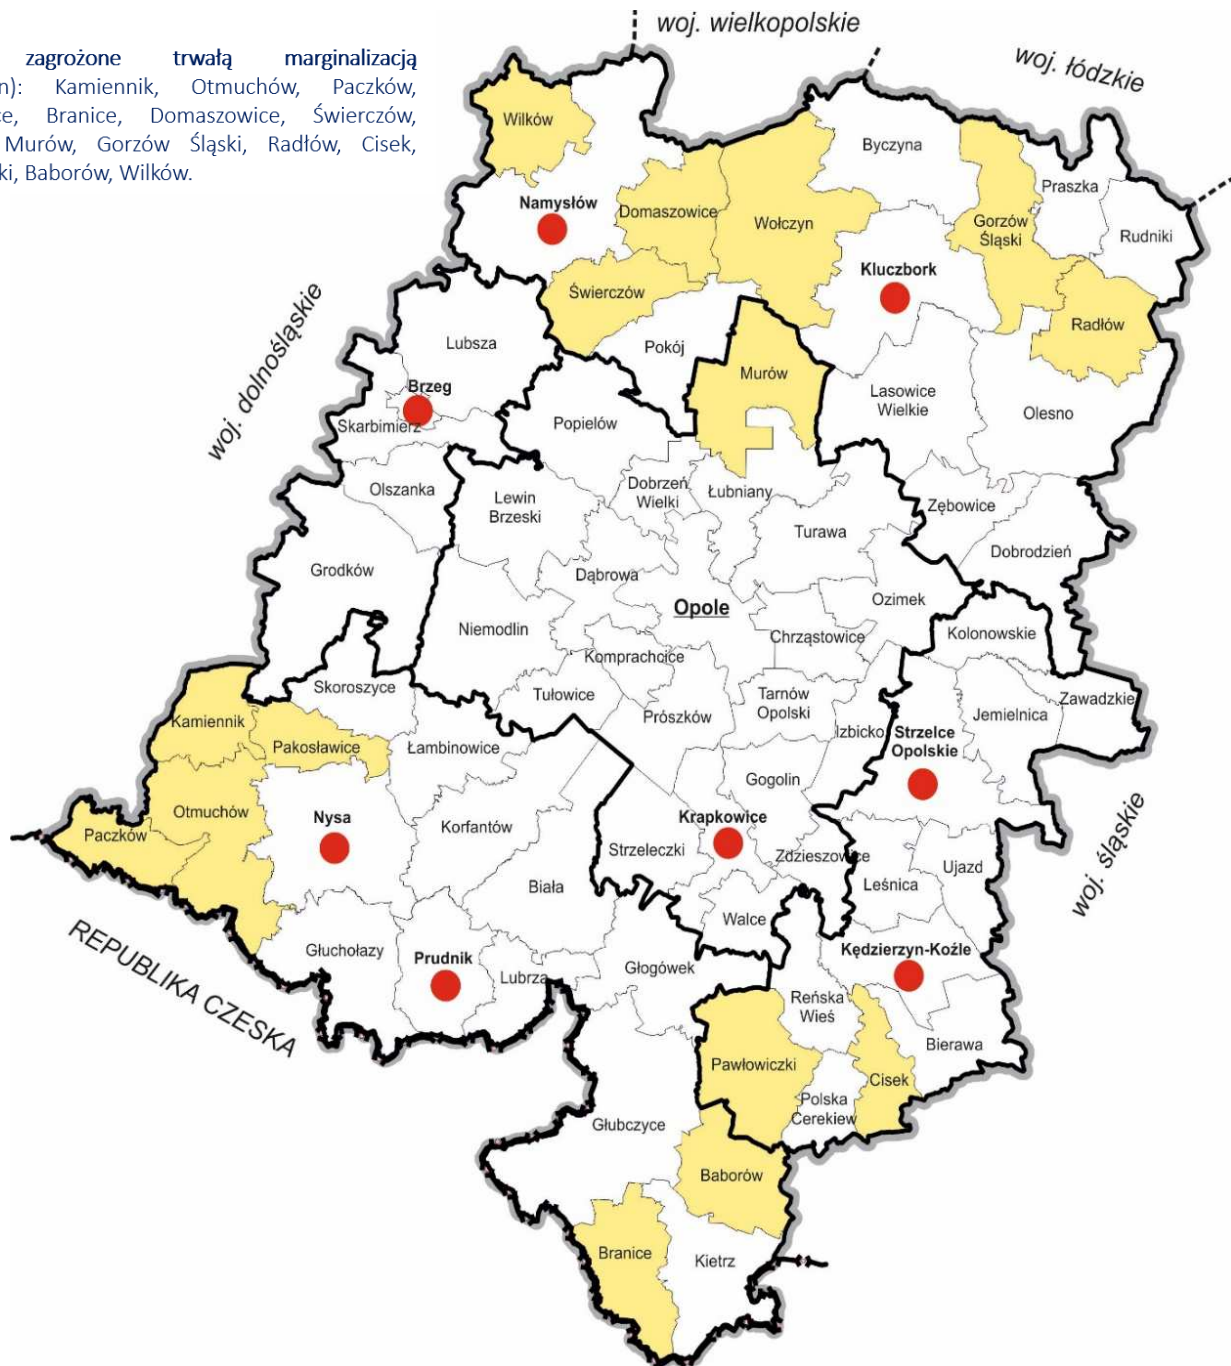 woj. wielkopolskie
zagrożone trwałą marginalizacją
n): Kamiennik, Otmuchów, Paczków,
ce, Branice, Domaszowice, Świerczów,
Murów, Gorzów Śląski, Radłów, Cisek,
ki, Baborów, Wilków.
woj. łódzkie
Wilków
Byczyna
Praszka
Namysłów
Domaszowice
Wołczyn
Gorzów
Śląski
Rudniki
Kluczbork
Świerczów
Radłów
woj. dolnośląskie
Lubsza
Pokój
Murów
Brzeg
Lasowice
Wielkie
Olesno
Skarbimierz
Popielów
Olszanka
Lewin
Brzeski
Dobrzeń
Wielki
Łubniany
Zębowice
Turawa
Dobrodzień
Grodków
Dąbrowa
Ozimek
Opole
Niemodlin
Chrząstowice
Kolonowskie
Komprachcice
Skoroszyce
Tułowice
Tarnów
Opolski
Zawadzkie
Kamiennik
Prószków
Izbicko
Strzelce
Opolskie
Jemielnica
Pakosławice
Łambinowice
Gogolin
Otmuchów
Nysa
Korfantów
Krapkowice
Paczków
Strzeleczki
Zdzieszowice
Ujazd
woj. śląskie
Biała
Leśnica
Walce
REPUBLIKA CZESKA
Głuchołazy
Prudnik
Lubrza
Głogówek
Kędzierzyn-Koźle
Reńska
Wieś
Bierawa
Pawłowiczki
Cisek
Polska
Cerekiew
Głubczyce
Baborów
Branice
Kietrz